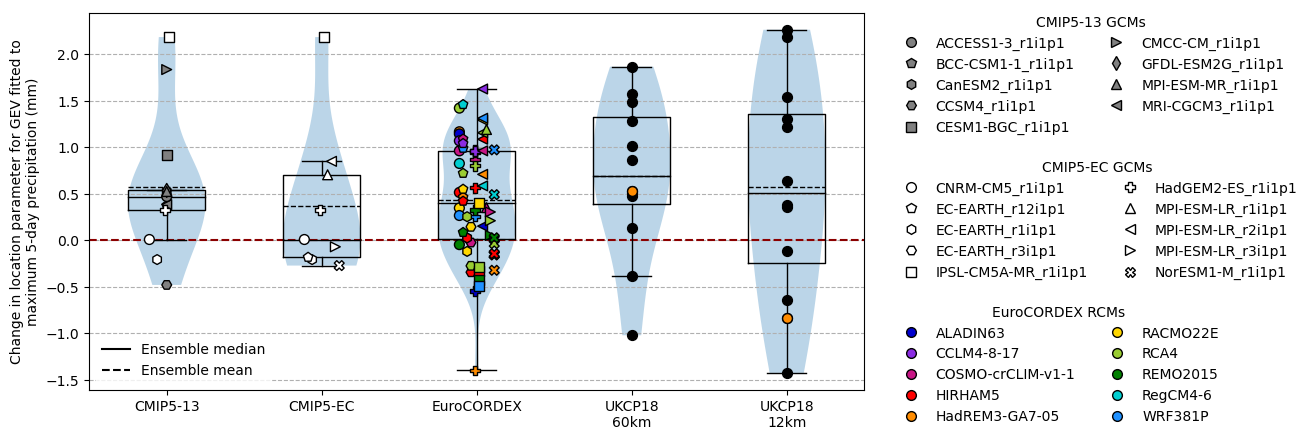 Change in location parameter for GEV fitted to
maximum 5-day precipitation (mm)
2.0
1.5
1.0
0.5
0.0
−0.5
−1.0
−1.5
Ensemble median
Ensemble mean
CMIP5-13
CMIP5-EC
EuroCORDEX
UKCP18
60km
UKCP18
12km
CMIP5-13 GCMs
ACCESS1-3_r1i1p1
BCC-CSM1-1_r1i1p1
CanESM2_r1i1p1
CCSM4_r1i1p1
CESM1-BGC_r1i1p1
CMCC-CM_r1i1p1
GFDL-ESM2G_r1i1p1
MPI-ESM-MR_r1i1p1
MRI-CGCM3_r1i1p1
CMIP5-EC GCMs
CNRM-CM5_r1i1p1
EC-EARTH_r12i1p1
EC-EARTH_r1i1p1
EC-EARTH_r3i1p1
IPSL-CM5A-MR_r1i1p1
HadGEM2-ES_r1i1p1
MPI-ESM-LR_r1i1p1
MPI-ESM-LR_r2i1p1
MPI-ESM-LR_r3i1p1
NorESM1-M_r1i1p1
EuroCORDEX RCMs
ALADIN63
CCLM4-8-17
COSMO-crCLIM-v1-1
HIRHAM5
HadREM3-GA7-05
RACMO22E
RCA4
REMO2015
RegCM4-6
WRF381P